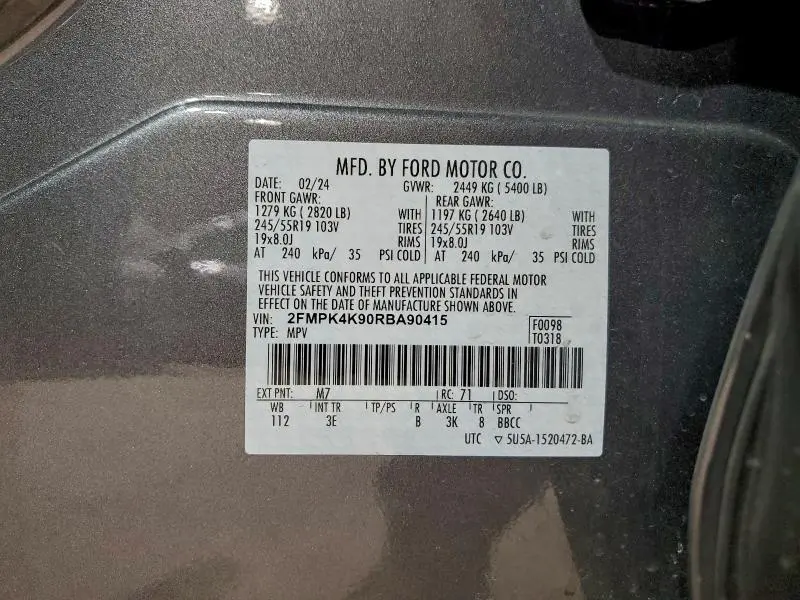 MFD. BY FORD MOTOR CO.
DATE: 02/24 GVWR: 2449 KG ( 5400 LB)
FRONT GAWR: REAR GAWR:
1279 KG ( 2820 LB) WITH 1197 KG ( 2640 LB) WITH
245/55R19 103V TIRES 245/55R19 103V TIRES
19x8.0J RIMS 19x8.0J RIMS
AT 240 kPa/ 35 PSI COLD AT 240 kPa/ 35 PSI COLD
THIS VEHICLE CONFORMS TO ALL APPLICABLE FEDERAL MOTOR
VEHICLE SAFETY AND THEFT PREVENTION STANDARDS IN
EFFECT ON THE DATE OF MANUFACTURE SHOWN ABOVE.
VIN: 2FMPK4K90RBA90415 F0098
TYPE: MPV T0318
EXT PNT: M7 RC: 71 DSO:
WB INT TR TP/PS R AXLE TR SPR
112 3E B 3K 8 BBCC
UTC ▽ 5U5A-1520472-BA